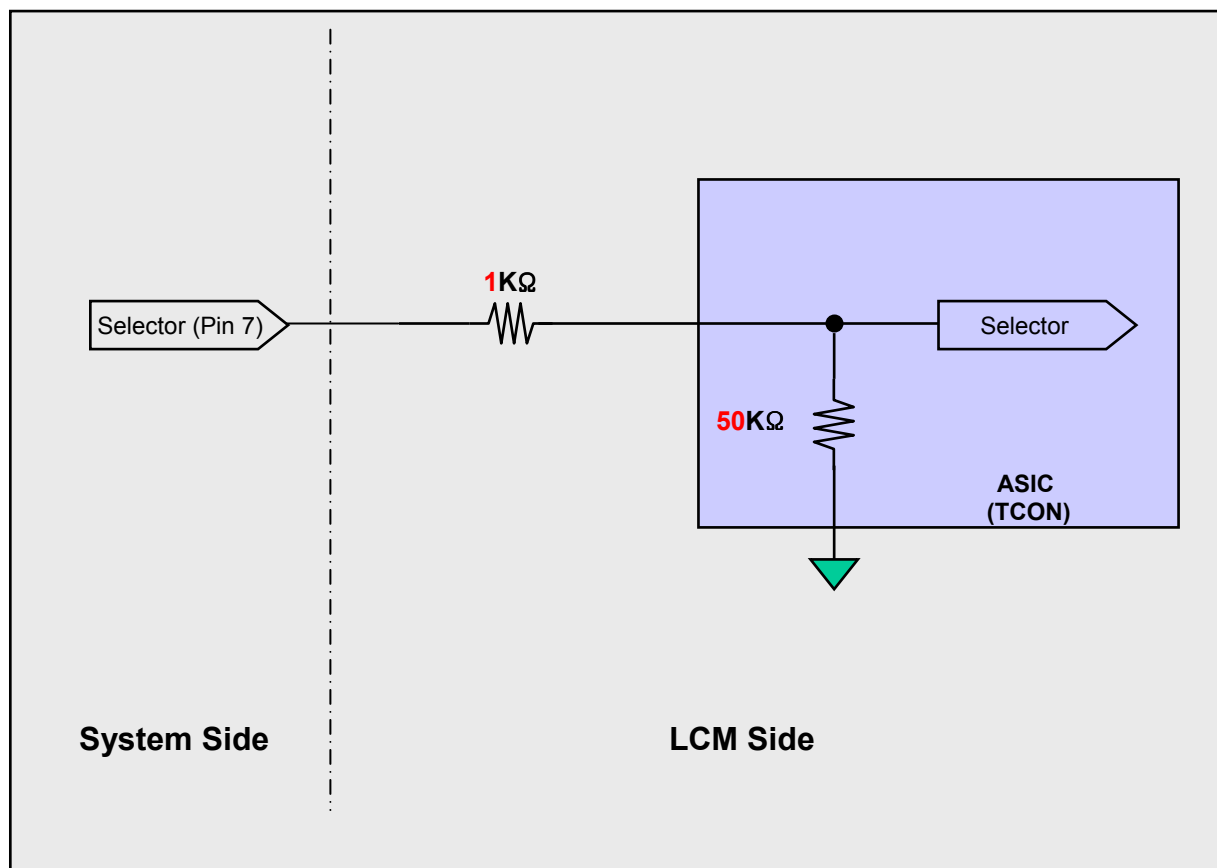 1KΩ
Selector (Pin 7)
Selector
50KΩ
ASIC
(TCON)
System Side
LCM Side